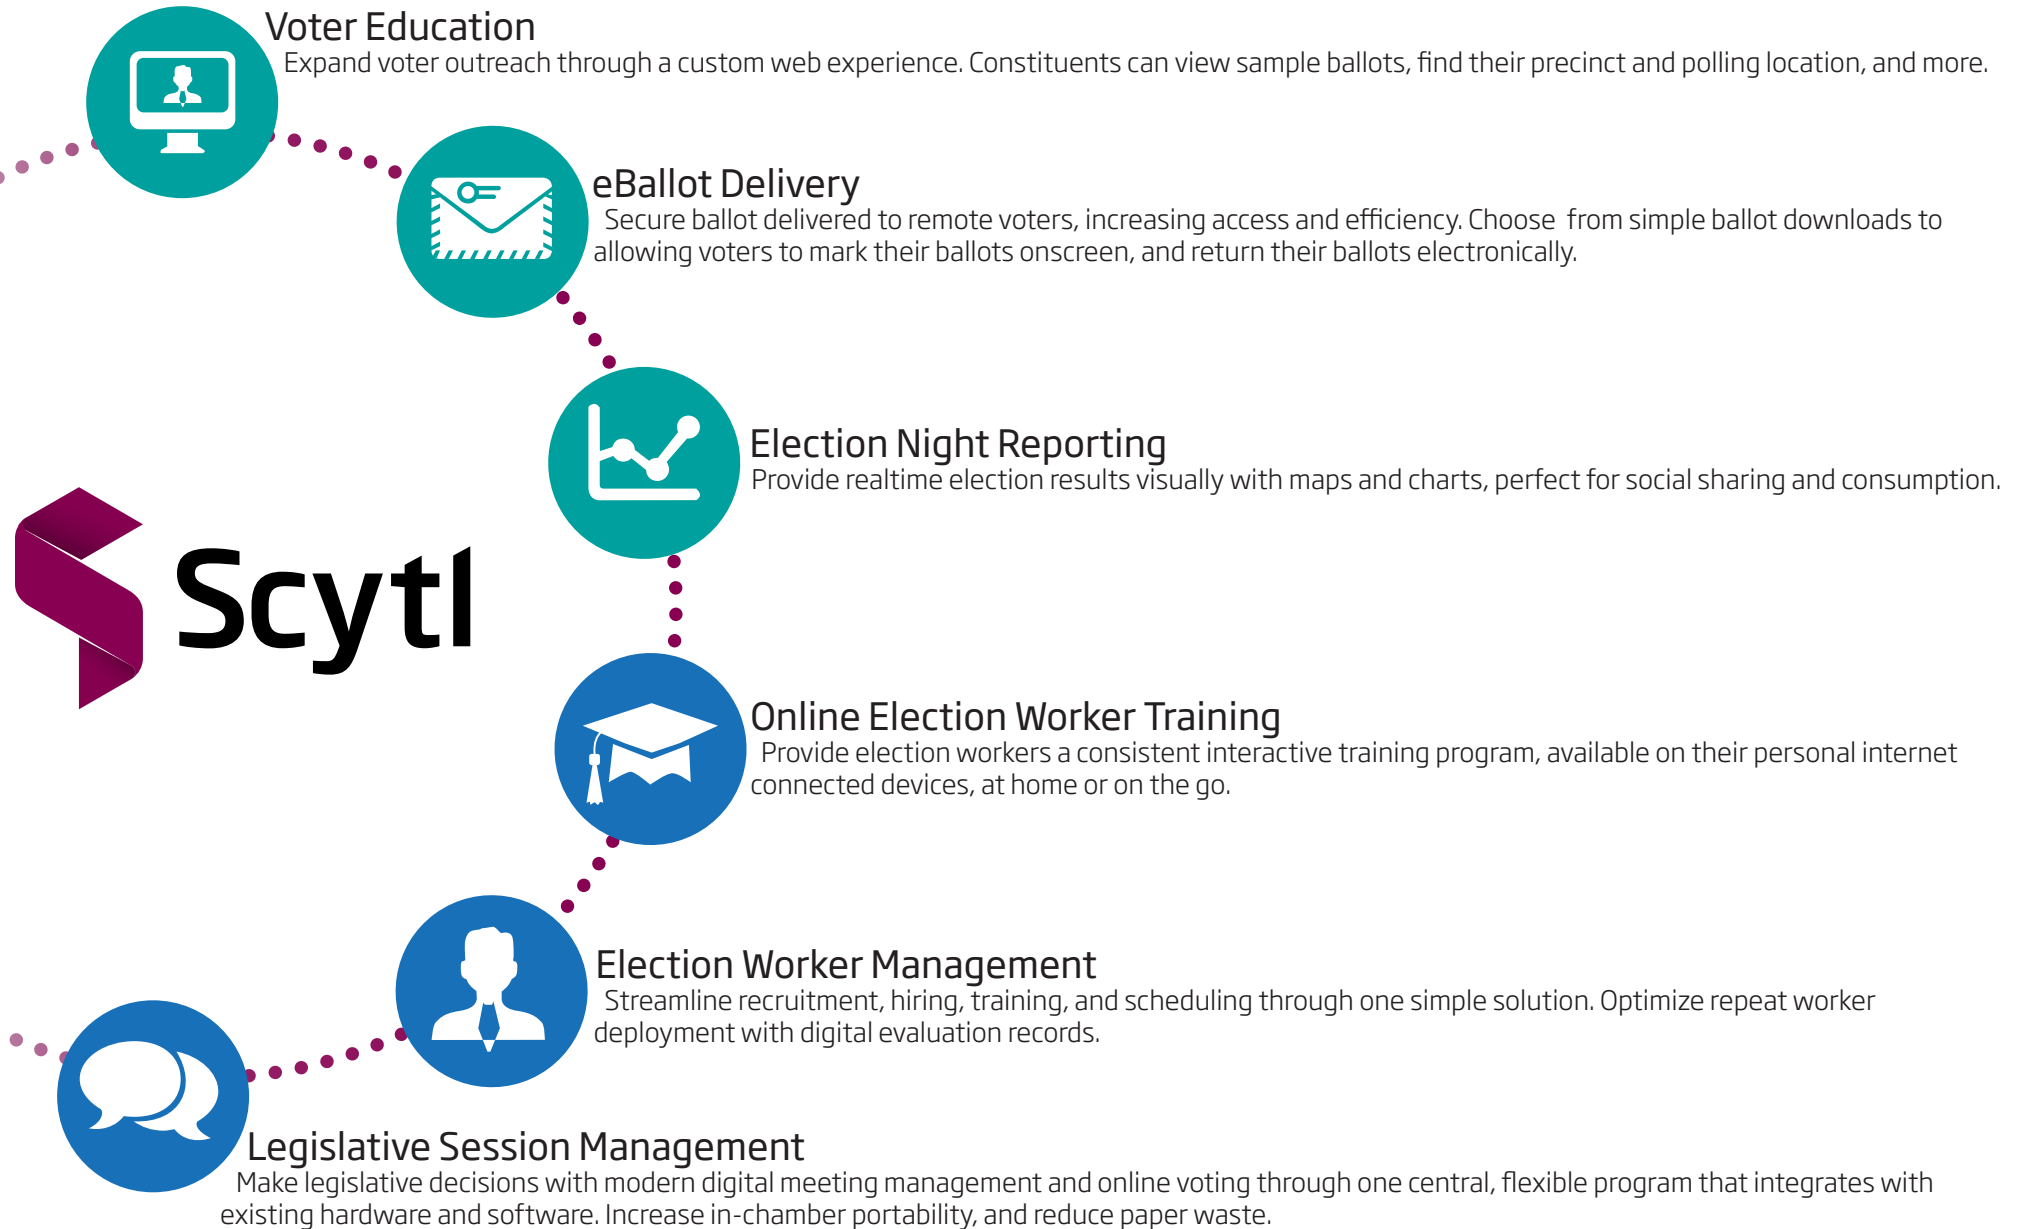 Voter Education
Expand voter outreach through a custom web experience. Constituents can view sample ballots, find their precinct and polling location, and more.
eBallot Delivery
Secure ballot delivered to remote voters, increasing access and efficiency. Choose from simple ballot downloads to
allowing voters to mark their ballots onscreen, and return their ballots electronically.
Election Night Reporting
Provide realtime election results visually with maps and charts, perfect for social sharing and consumption.
Scytl
Online Election Worker Training
Provide election workers a consistent interactive training program, available on their personal internet
connected devices, at home or on the go.
Election Worker Management
Streamline recruitment, hiring, training, and scheduling through one simple solution. Optimize repeat worker
deployment with digital evaluation records.
Legislative Session Management
Make legislative decisions with modern digital meeting management and online voting through one central, flexible program that integrates with
existing hardware and software. Increase in-chamber portability, and reduce paper waste.